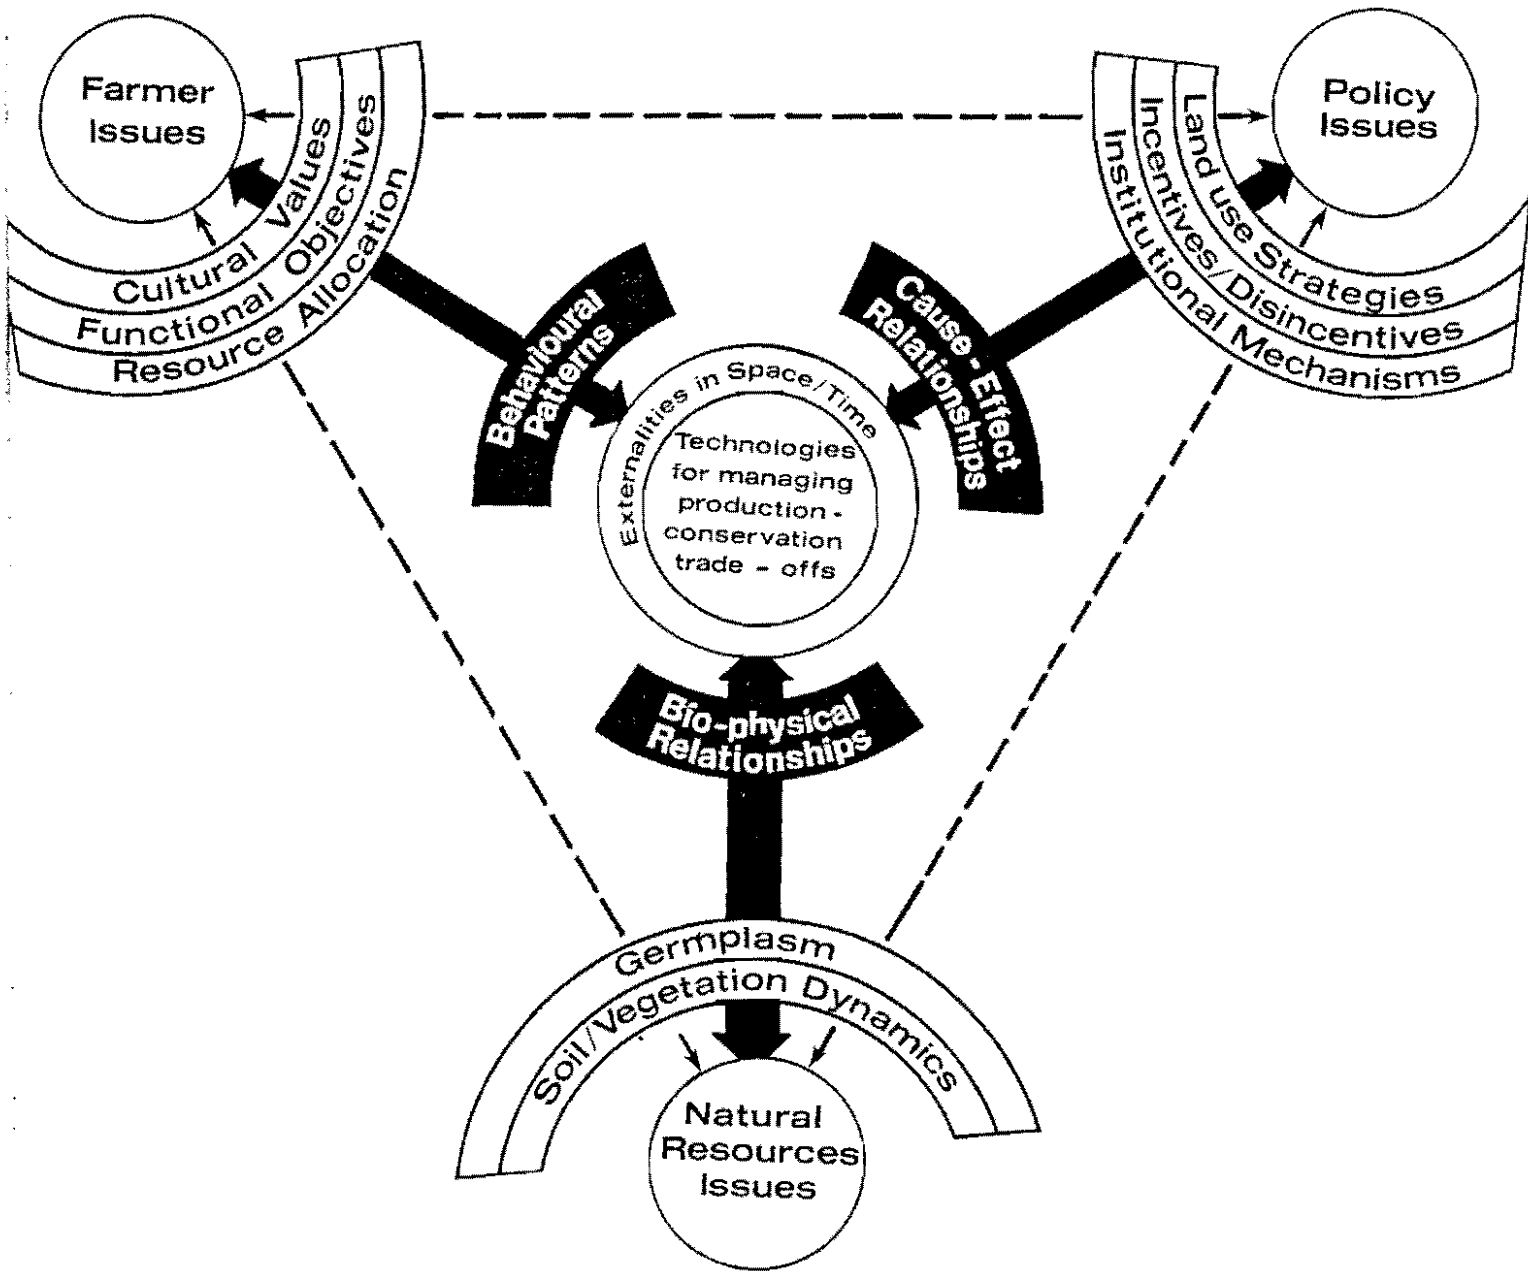 Farmer
Issues
Cultural Values
Functional Objectives
Resource Allocation
Policy
Issues
Land use Strategies
Incentives/Disincentives
Institutional Mechanisms
Behavioural
Patterns
Cause - Effect
Relationships
Externalities in Space/Time
Technologies
for managing
production -
conservation
trade - offs
Bio-physical
Relationships
Germplasm
Soil/Vegetation Dynamics
Natural
Resources
Issues